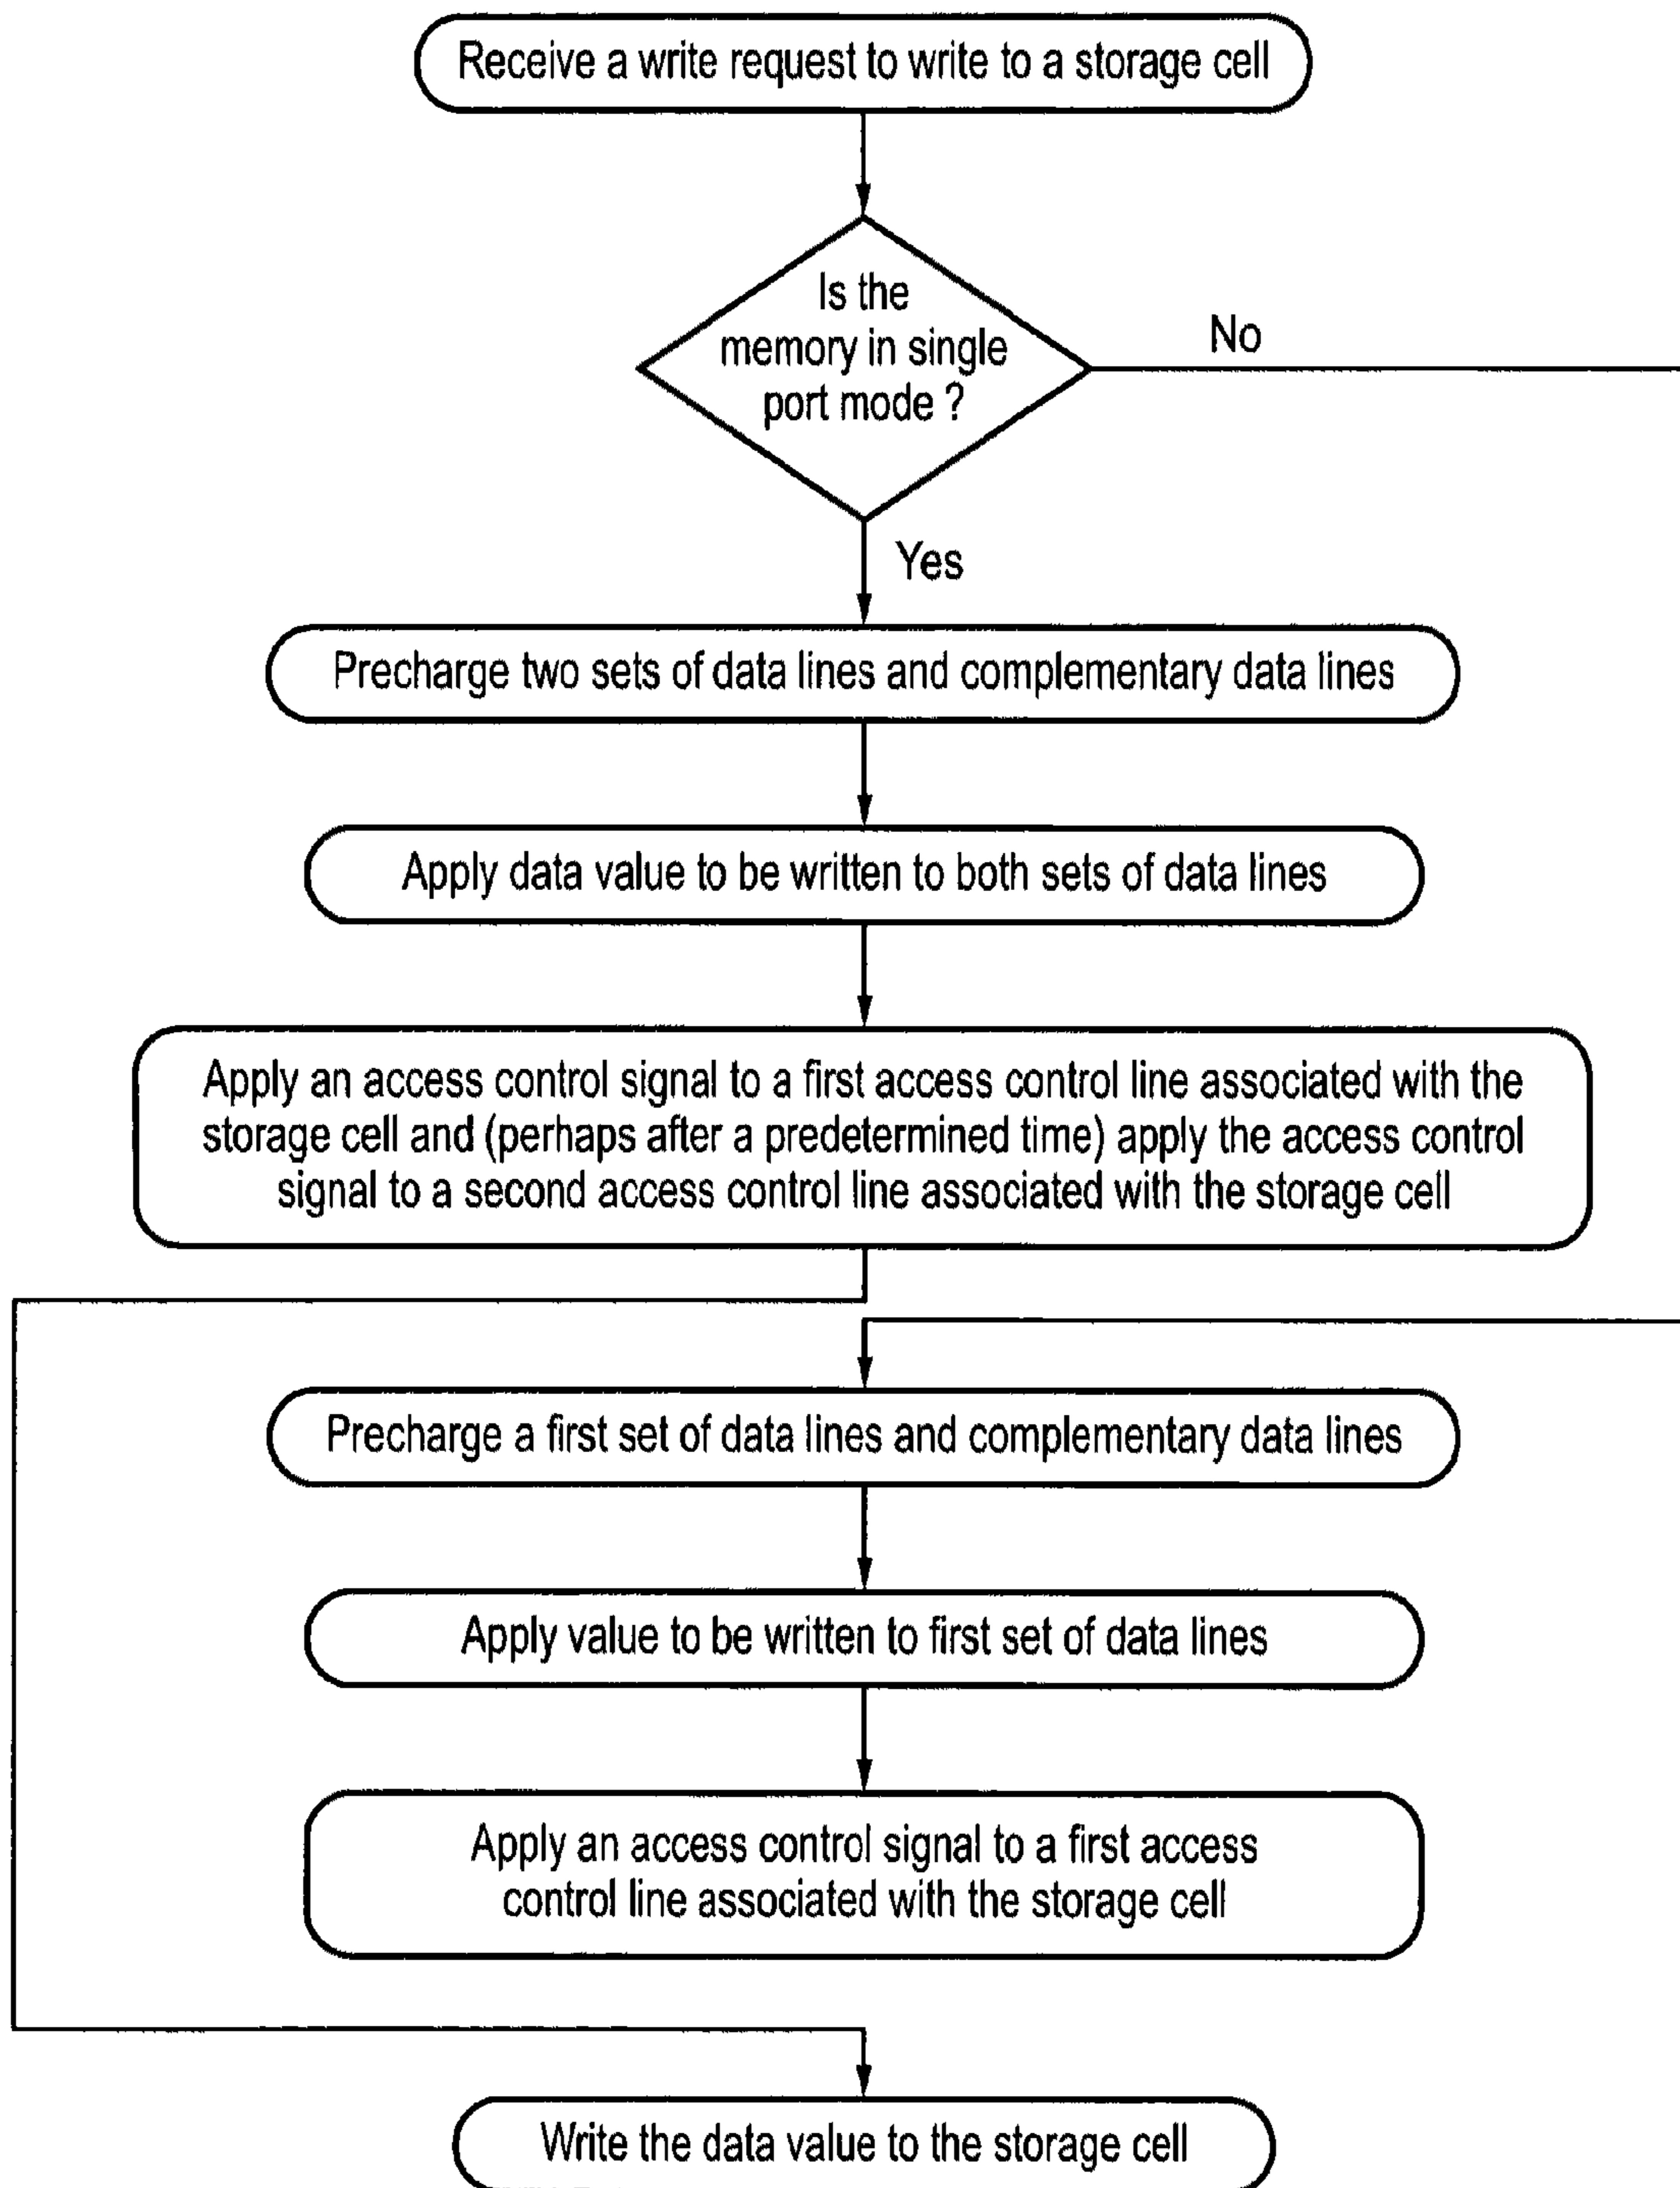 Receive a write request to write to a storage cell
Is the
memory in single
port mode ?
No
Yes
Precharge two sets of data lines and complementary data lines
Apply data value to be written to both sets of data lines
Apply an access control signal to a first access control line associated with the
storage cell and (perhaps after a predetermined time) apply the access control
signal to a second access control line associated with the storage cell
Precharge a first set of data lines and complementary data lines
Apply value to be written to first set of data lines
Apply an access control signal to a first access
control line associated with the storage cell
Write the data value to the storage cell